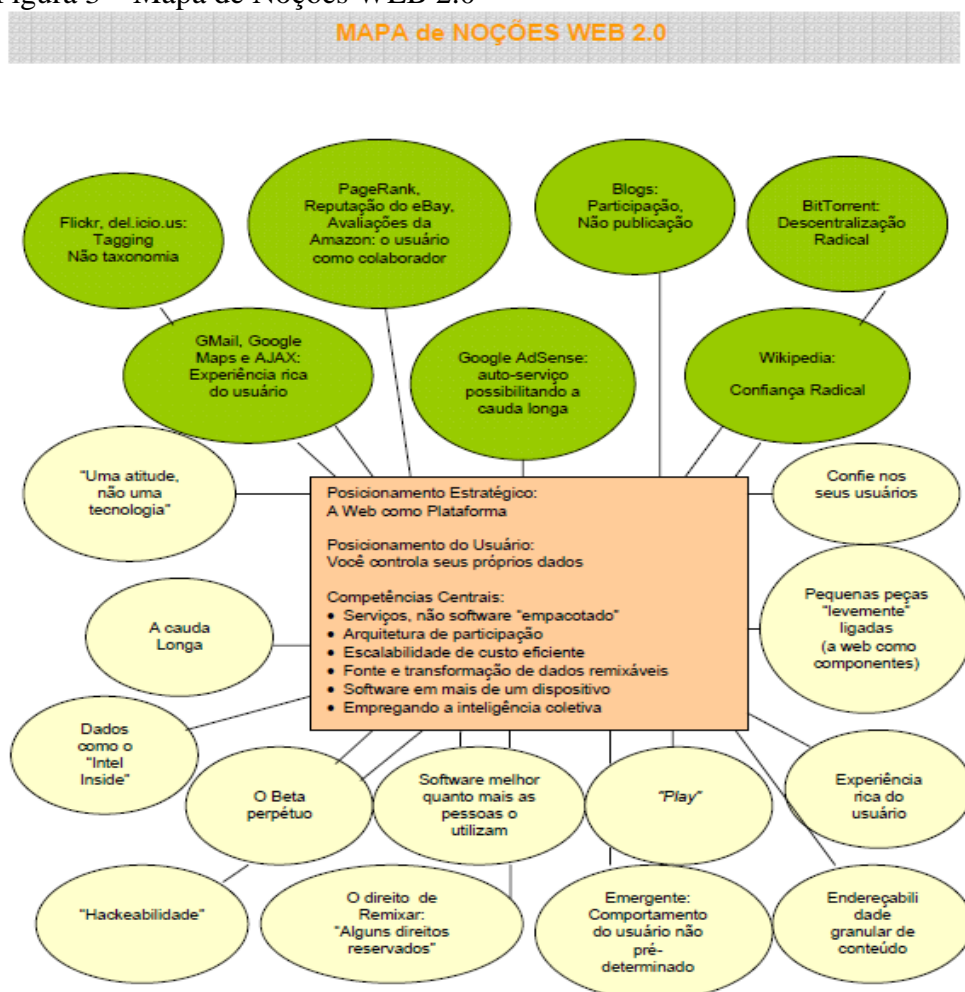 Figura 3 – Mapa de Noções WEB 2.0
MAPA de NOÇÕES WEB 2.0
Flickr, del.icio.us:
Tagging
Não taxonomia
PageRank,
Reputação do eBay,
Avaliações da
Amazon: o usuário
como colaborador
Blogs:
Participação,
Não publicação
BitTorrent:
Descentralização
Radical
GMail, Google
Maps e AJAX:
Experiência rica
do usuário
Google AdSense:
auto-serviço
possibilitando a
cauda longa
Wikipedia:
Confiança Radical
"Uma atitude,
não uma
tecnologia"
Posicionamento Estratégico:
A Web como Plataforma
Posicionamento do Usuário:
Você controla seus próprios dados
Competências Centrais:
• Serviços, não software "empacotado"
• Arquitetura de participação
• Escalabilidade de custo eficiente
• Fonte e transformação de dados remixáveis
• Software em mais de um dispositivo
• Empregando a inteligência coletiva
Confie nos
seus usuários
A cauda
Longa
Pequenas peças
"levemente"
ligadas
(a web como
componentes)
Dados
como o
"Intel
Inside"
O Beta
perpétuo
Software melhor
quanto mais as
pessoas o
utilizam
"Play"
Experiência
rica do
usuário
"Hackeabilidade"
O direito de
Remixar:
"Alguns direitos
reservados"
Emergente:
Comportamento
do usuário não
pré-
determinado
Endereçabili
dade
granular de
conteúdo